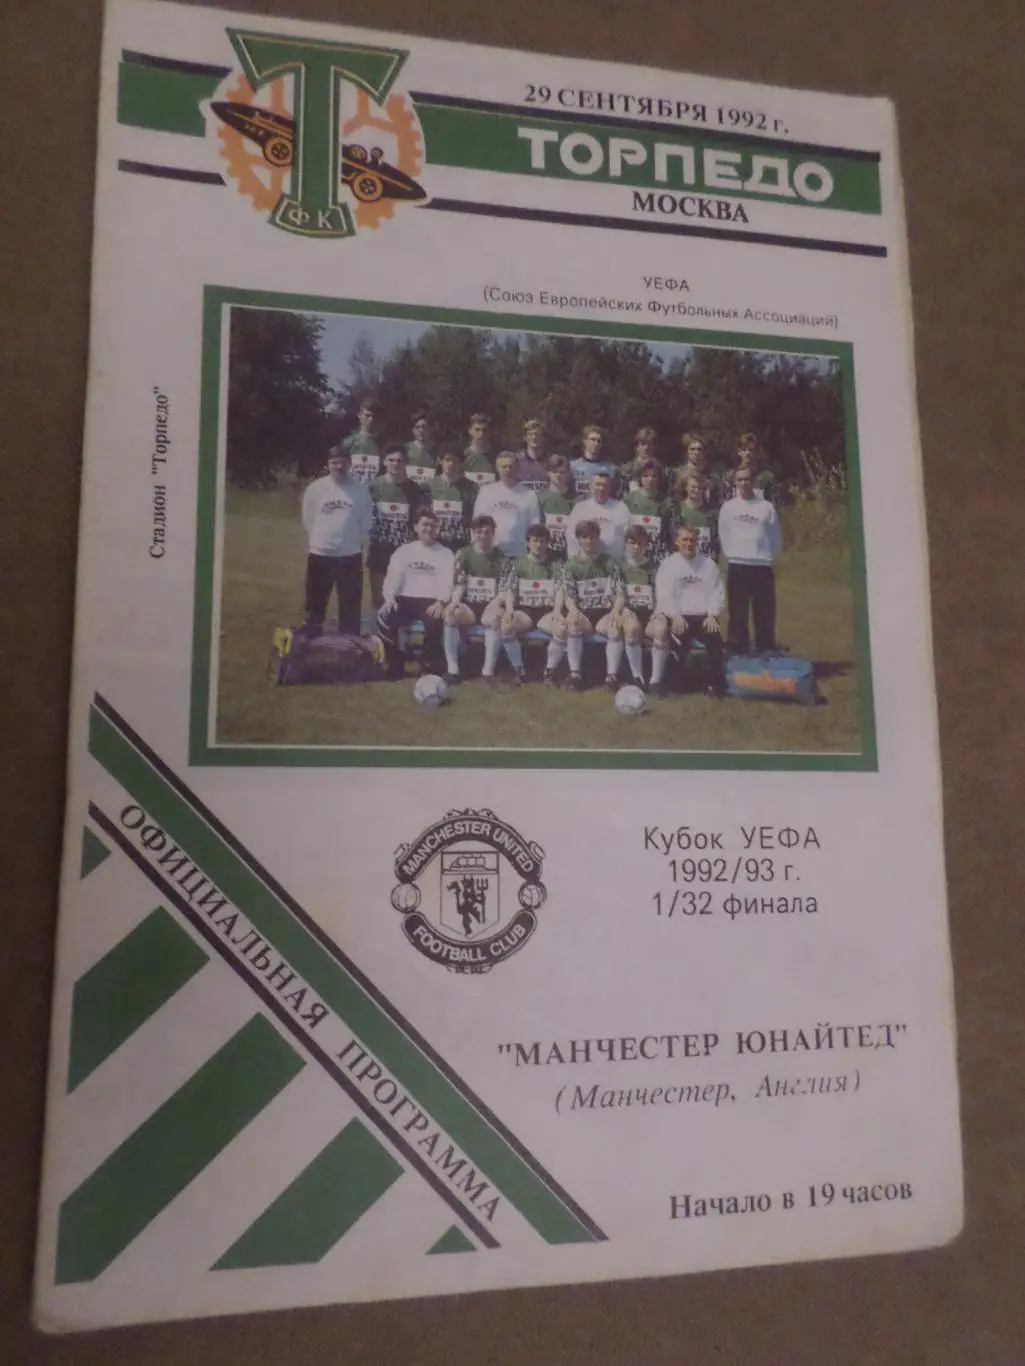 29 СЕНТЯБРЯ 1992 г.
ТОРПЕДО
МОСКВА
ФК
УЕФА
(Союз Европейских Футбольных Ассоциаций)
Стадион "Торпедо"
ОФИЦИАЛЬНАЯ ПРОГРАММА
MANCHESTER UNITED
FOOTBALL CLUB
Кубок УЕФА
1992/93 г.
1/32 финала
"МАНЧЕСТЕР ЮНАЙТЕД"
(Манчестер, Англия)
Начало в 19 часов